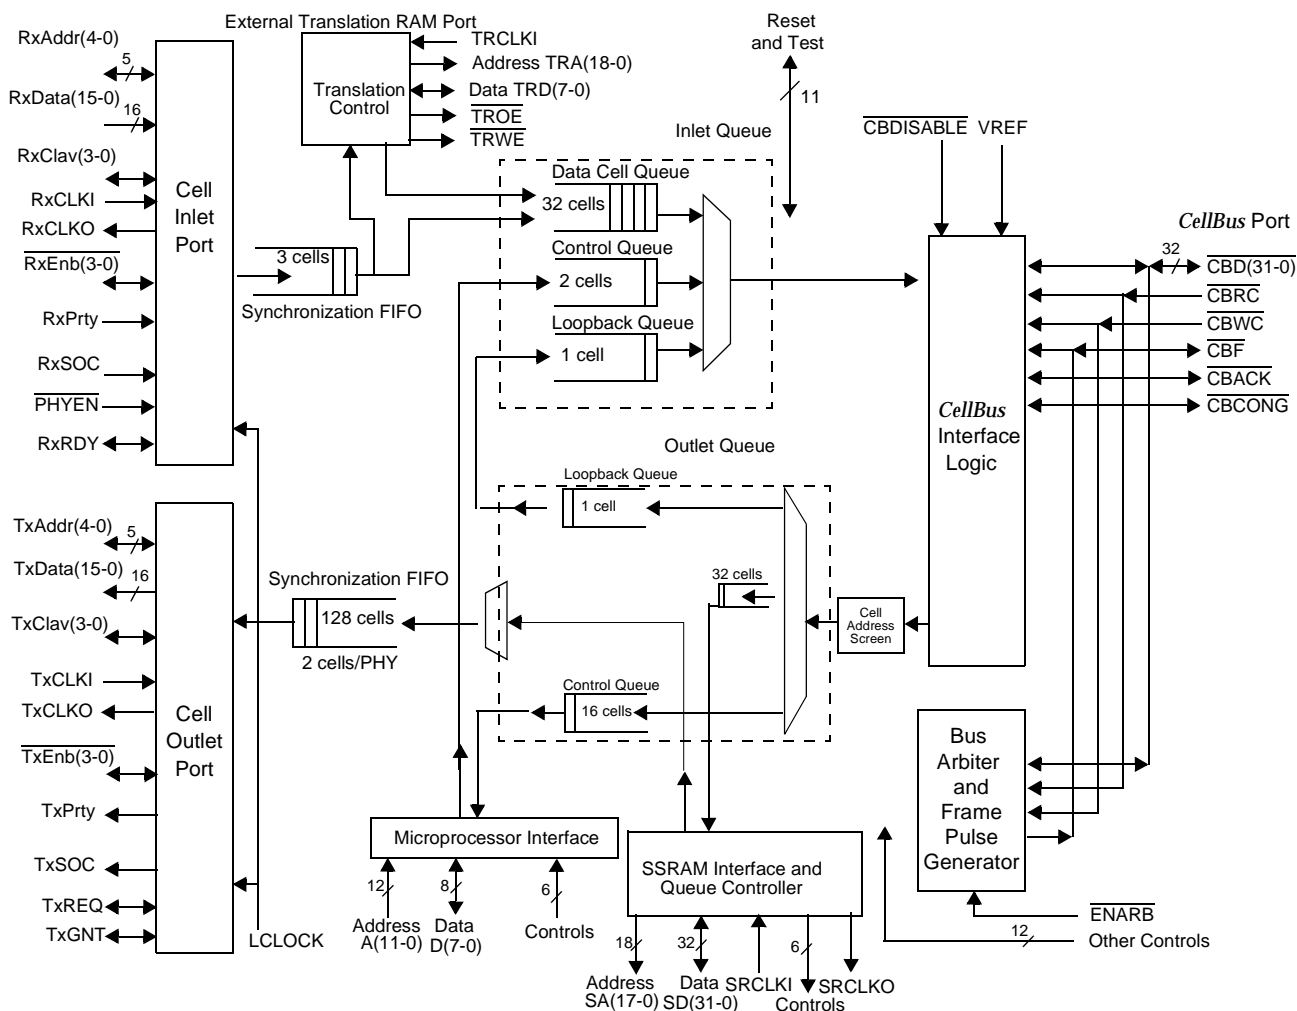 External Translation RAM Port
RxAddr(4-0)
5
RxData(15-0)
16
RxClav(3-0)
RxCLKI
RxCLKO
RxEnb(3-0)
RxPrty
RxSOC
PHYEN
RxRDY
Cell
Inlet
Port
3 cells
Synchronization FIFO
Translation
Control
TRCLKI
Address TRA(18-0)
Data TRD(7-0)
TROE
TRWE
Reset
and Test
11
Inlet Queue
Data Cell Queue
32 cells
Control Queue
2 cells
Loopback Queue
1 cell
CBDISABLE
VREF
CellBus
Interface
Logic
CellBus Port
32
CBD(31-0)
CBRC
CBWC
CBF
CBACK
CBCONG
Outlet Queue
Loopback Queue
1 cell
32 cells
Control Queue
16 cells
Cell
Address
Screen
TxAddr(4-0)
5
TxData(15-0)
16
TxClav(3-0)
TxCLKI
TxCLKO
TxEnb(3-0)
TxPrty
TxSOC
TxREQ
TxGNT
Cell
Outlet
Port
Synchronization FIFO
128 cells
2 cells/PHY
LCLOCK
Microprocessor Interface
12
Address
A(11-0)
8
Data
D(7-0)
6
Controls
SSRAM Interface and
Queue Controller
18
Address
SA(17-0)
32
Data
SD(31-0)
SRCLKI
6
Controls
SRCLKO
Bus
Arbiter
and
Frame
Pulse
Generator
ENARB
12
Other Controls